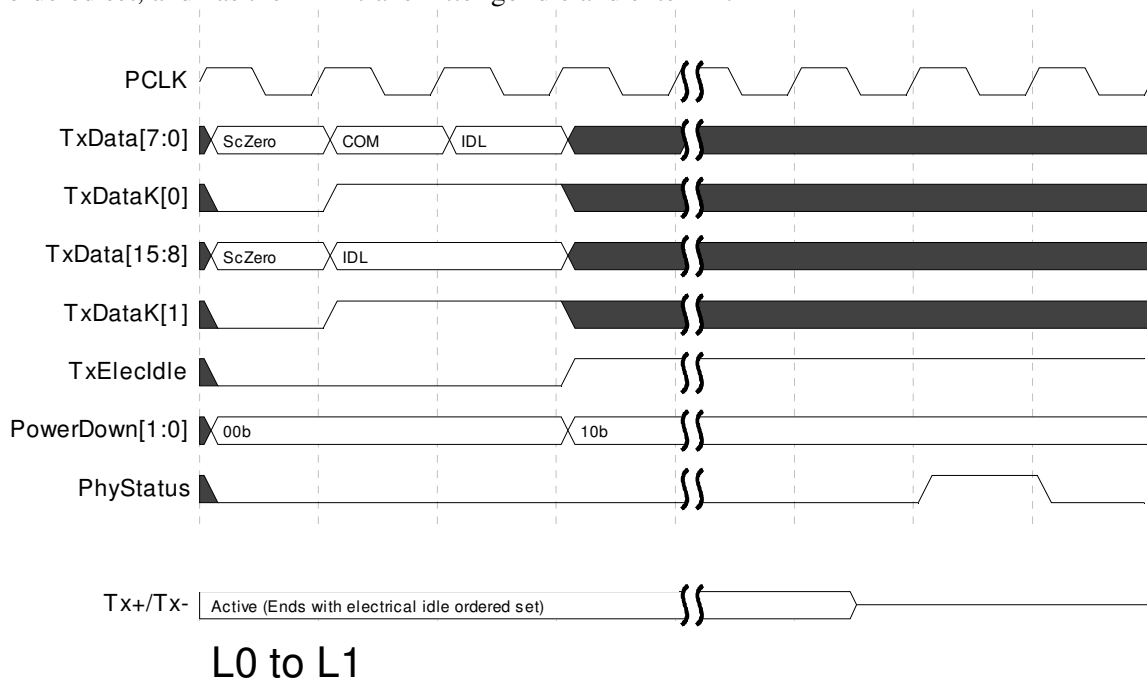 PCLK
TxData[7:0] ScZero COM IDL
TxDataK[0]
TxData[15:8] ScZero IDL
TxDataK[1]
TxElecIdle
PowerDown[1:0] 00b 10b
PhyStatus
Tx+/Tx- Active (Ends with electrical idle ordered set)
L0 to L1